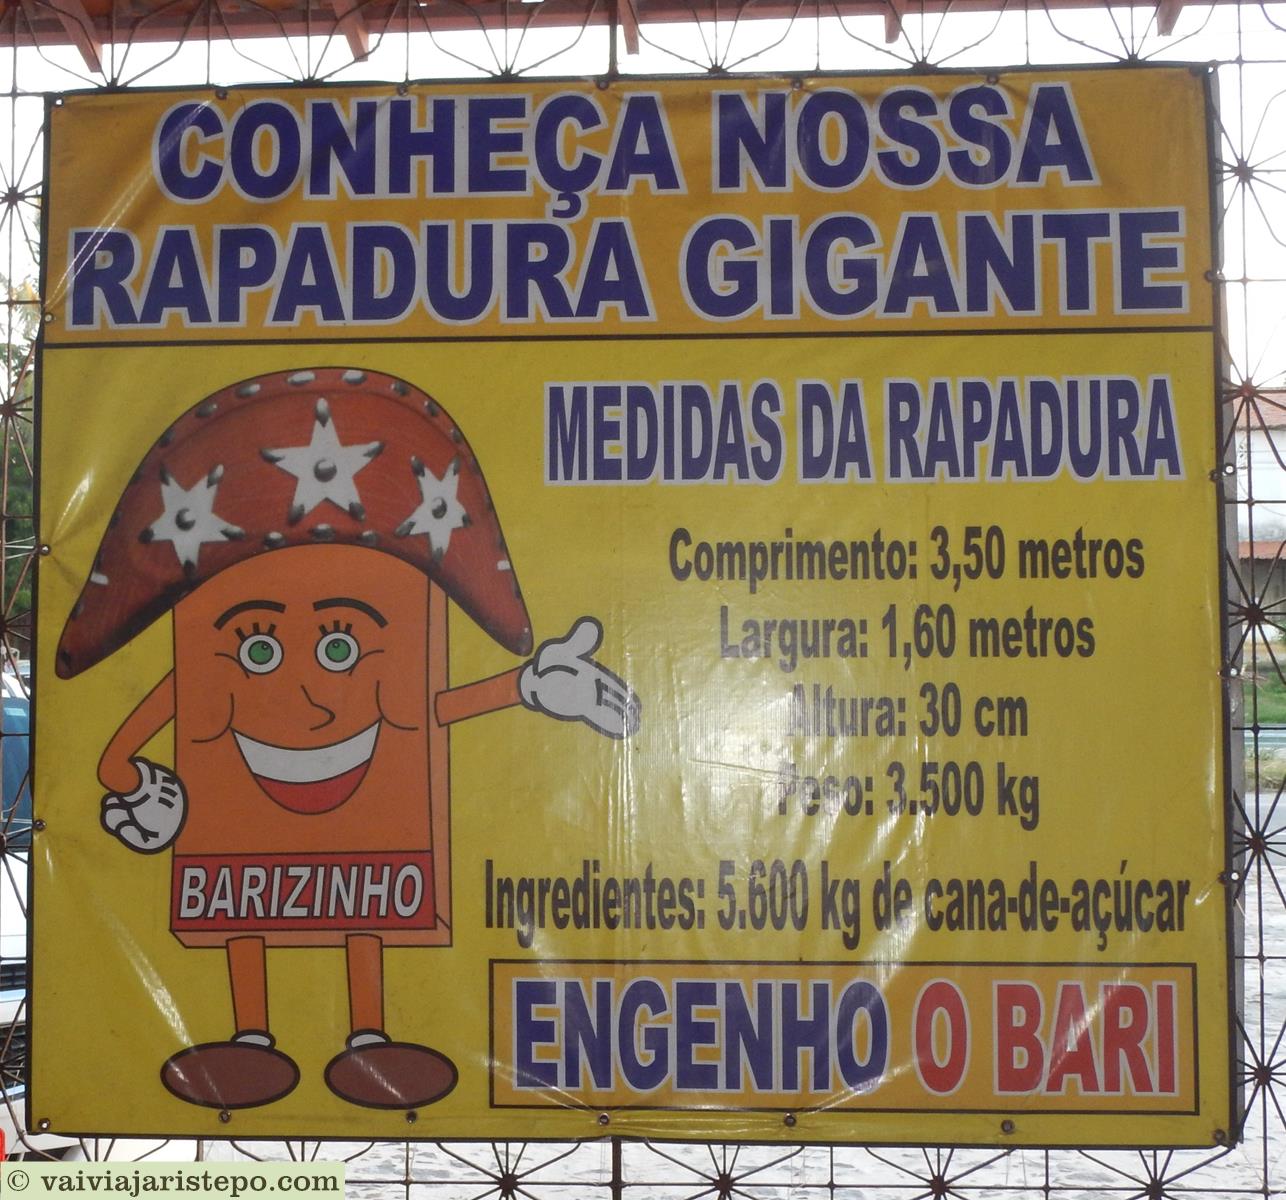 CONHEÇA NOSSA
RAPADURA GIGANTE
MEDIDAS DA RAPADURA
Comprimento: 3,50 metros
Largura: 1,60 metros
Altura: 30 cm
Peso: 3.500 kg
Ingredientes: 5.600 kg de cana-de-açúcar
BARIZINHO
ENGENHO O BARI
© vaiviajaristepo.com